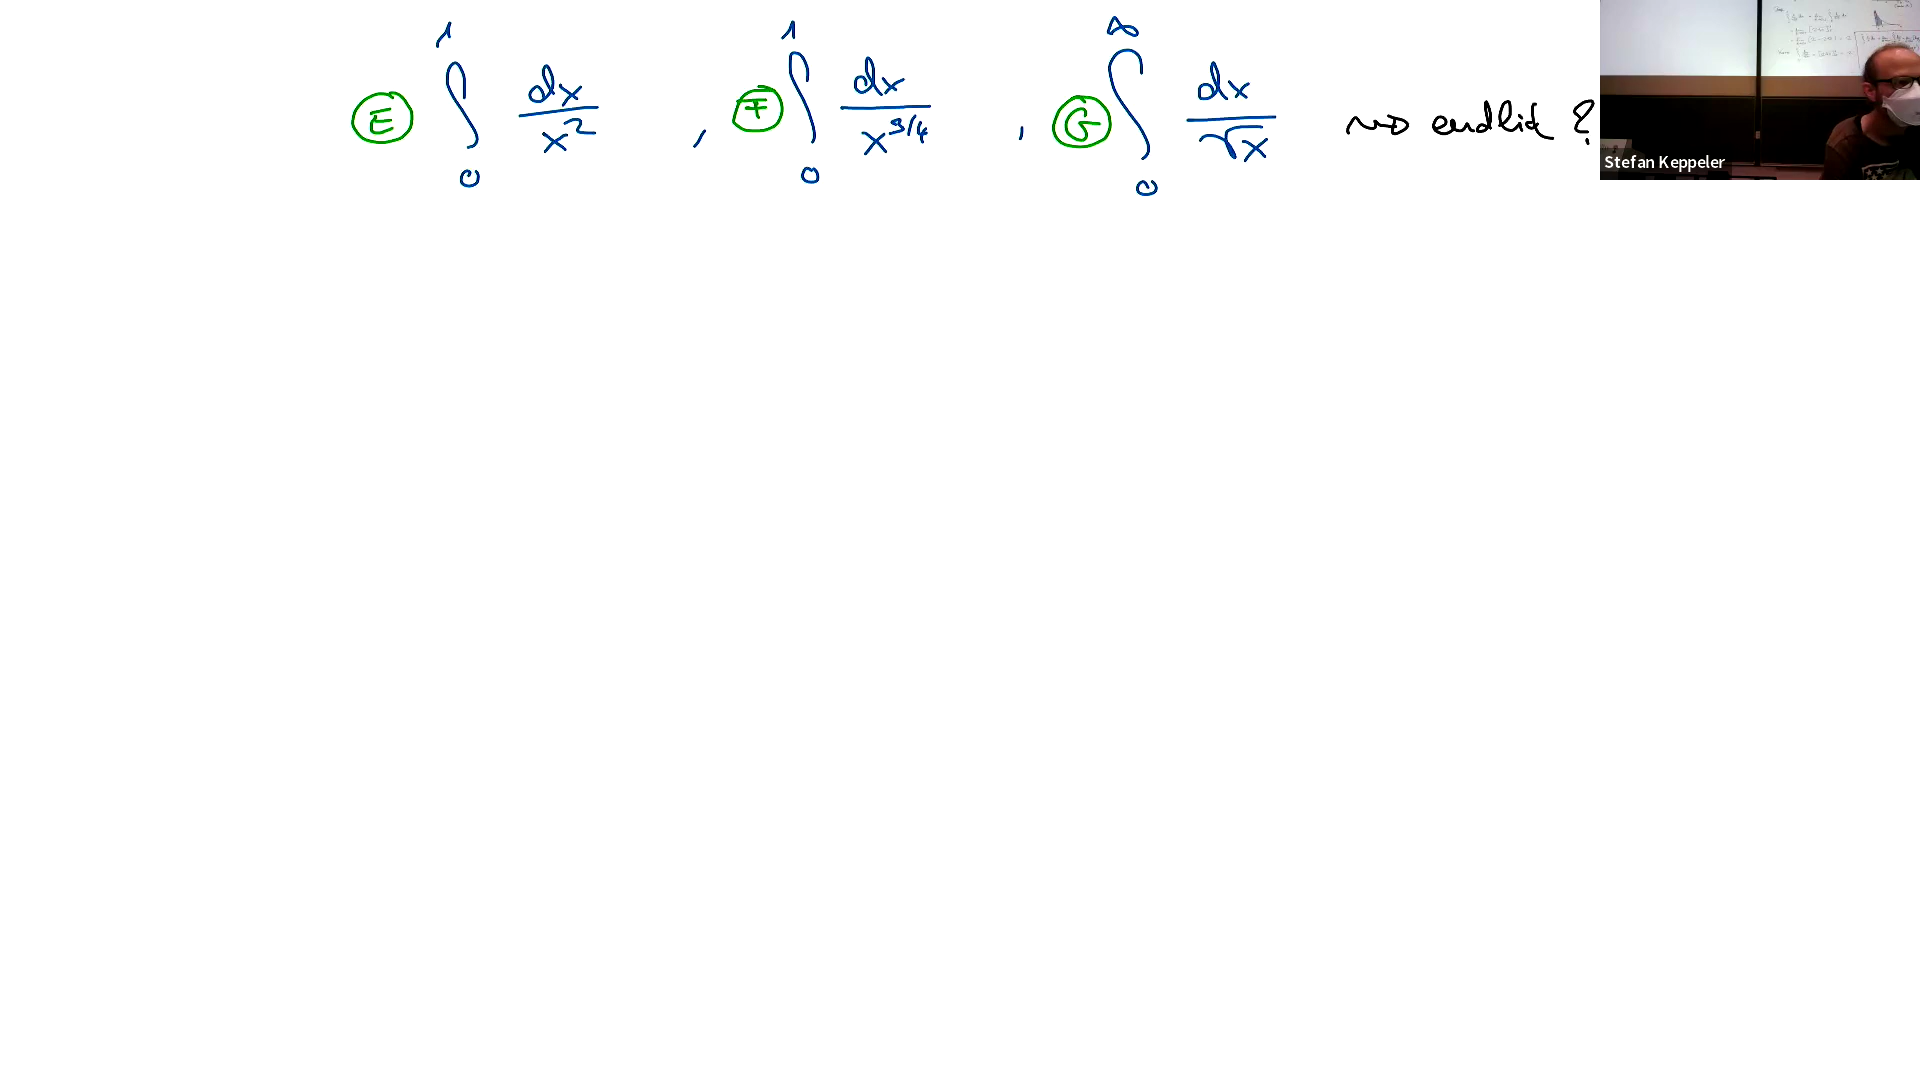 Ⓔ ∫₀¹ dx/x² , Ⓕ ∫₀¹ dx/x^{3/4} , Ⓖ ∫₀^∞ dx/√x ⇝ endlich ?
Stefan Keppeler